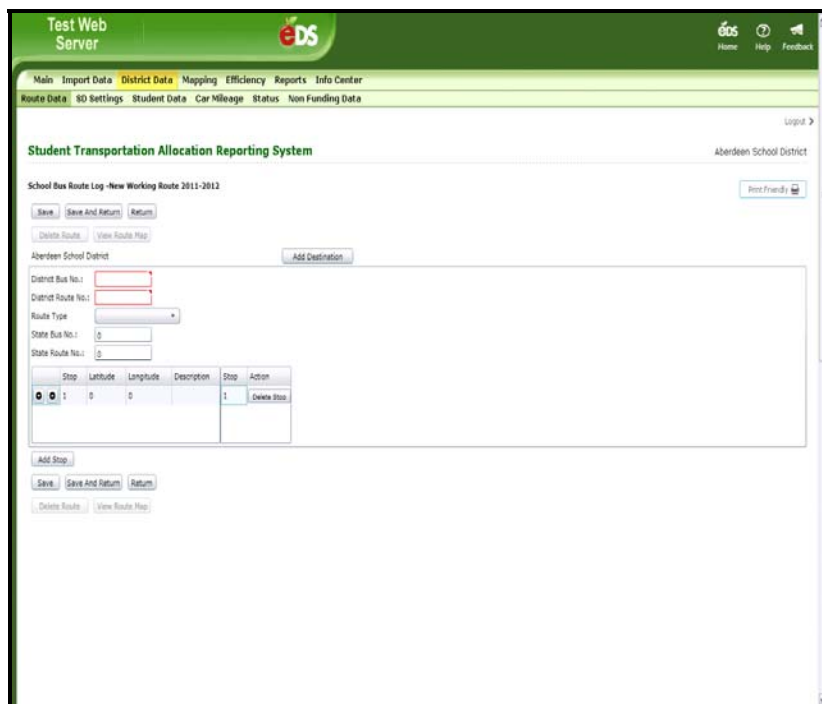 Test Web
Server
eDS
eDS
Home Help Feedback
Main Import Data District Data Mapping Efficiency Reports Info Center
Route Data SD Settings Student Data Car Mileage Status Non Funding Data
Logout
Student Transportation Allocation Reporting System
Aberdeen School District
School Bus Route Log -New Working Route 2011-2012
Print Friendly
Save Save And Return Return
Delete Route View Route Map
Aberdeen School District
Add Destination
District Bus No.:
District Route No.:
Route Type
State Bus No.: 0
State Route No.: 0
Stop Latitude Longitude Description Stop Action
1 0 0 1 Delete Stop
Add Stop
Save Save And Return Return
Delete Route View Route Map